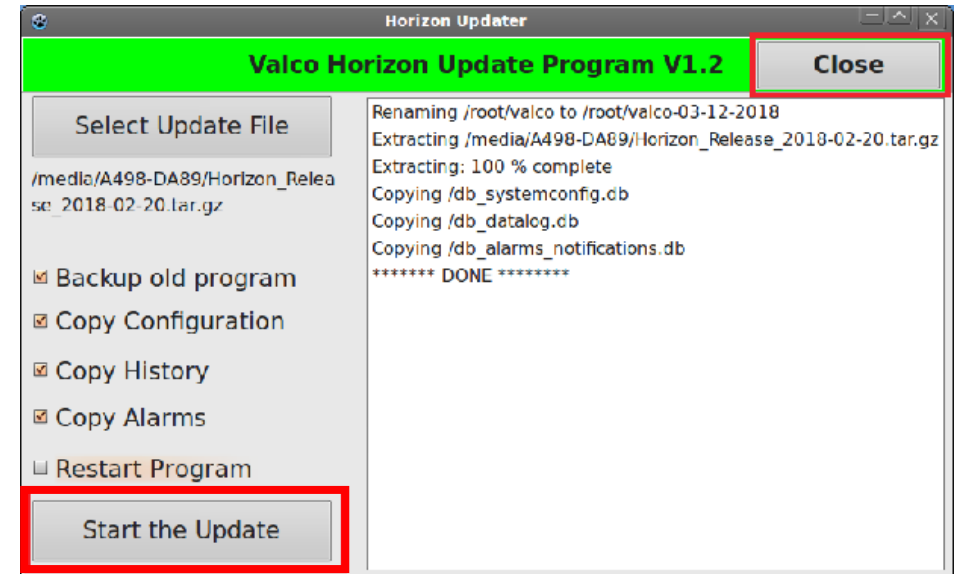 Horizon Updater
Valco Horizon Update Program V1.2
Close
Select Update File
/media/A498-DA89/Horizon_Relea
se_2018-02-20.tar.gz
Backup old program
Copy Configuration
Copy History
Copy Alarms
Restart Program
Start the Update
Renaming /root/valco to /root/valco-03-12-2018
Extracting /media/A498-DA89/Horizon_Release_2018-02-20.tar.gz
Extracting: 100 % complete
Copying /db_systemconfig.db
Copying /db_datalog.db
Copying /db_alarms_notifications.db
******* DONE ********